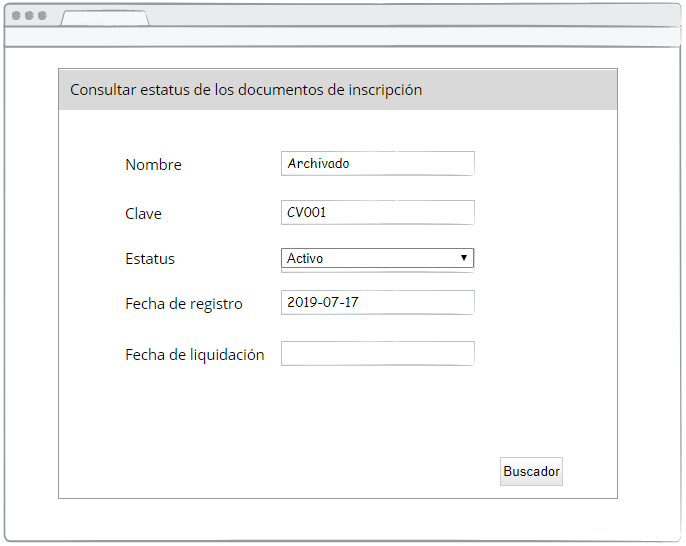 Consultar estatus de los documentos de inscripción
Nombre Archivado
Clave CV001
Estatus Activo
Fecha de registro 2019-07-17
Fecha de liquidación
Buscador